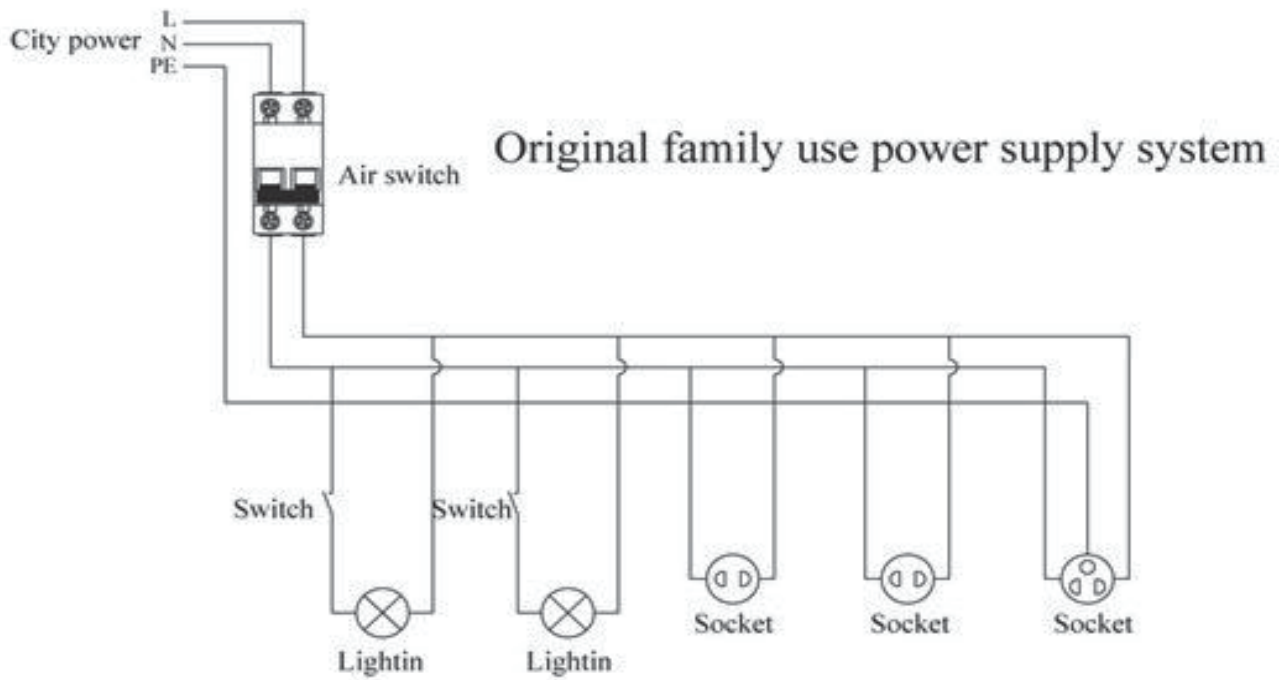 L
City power N
PE
Original family use power supply system
Air switch
Switch
Switch
Socket
Socket
Socket
Lightin
Lightin